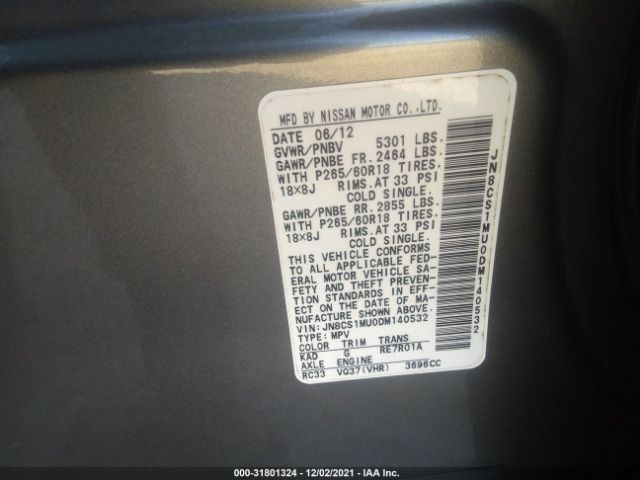 MFD BY NISSAN MOTOR CO.,LTD.
DATE 06/12
GVWR/PNBV 5301 LBS.
GAWR/PNBE FR. 2464 LBS.
WITH P265/60R18 TIRES.
18×8J RIMS.AT 33 PSI
COLD SINGLE.
GAWR/PNBE RR. 2855 LBS.
WITH P265/60R18 TIRES.
18×8J RIMS.AT 33 PSI
COLD SINGLE.
THIS VEHICLE CONFORMS
TO ALL APPLICABLE FED-
ERAL MOTOR VEHICLE SA-
FETY AND THEFT PREVEN-
TION STANDARDS IN EFF-
ECT ON THE DATE OF MA-
NUFACTURE SHOWN ABOVE.
VIN: JN8CS1MU0DM140532
TYPE: MPV
COLOR TRIM TRANS
KAD G RE7R01A
AXLE ENGINE
RC33 VQ37(VHR) 3696CC
JN8CS1MU0DM140532
000-31801324 - 12/02/2021 - IAA Inc.